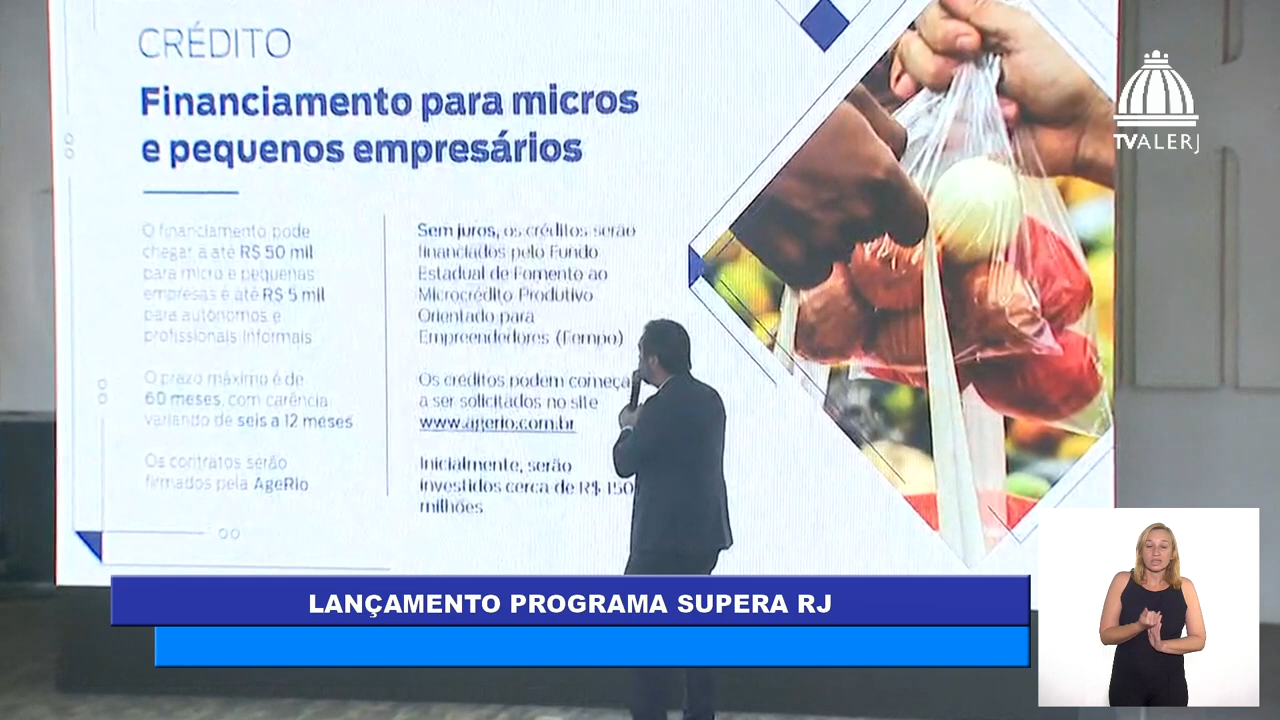 CRÉDITO
Financiamento para micros
e pequenos empresários
O financiamento pode
chegar a até R$ 50 mil
para micro e pequenas
empresas e até R$ 5 mil
para autônomos e
profissionais informais
O prazo máximo é de
60 meses, com carência
variando de seis a 12 meses
Os contratos serão
firmados pela AgeRio
Sem juros, os créditos serão
financiados pelo Fundo
Estadual de Fomento ao
Microcrédito Produtivo
Orientado para
Empreendedores (Fempo)
Os créditos podem começa
a ser solicitados no site
www.agerio.com.br
Inicialmente, serão
investidos cerca de R$ 150
milhões
TVALERJ
LANÇAMENTO PROGRAMA SUPERA RJ